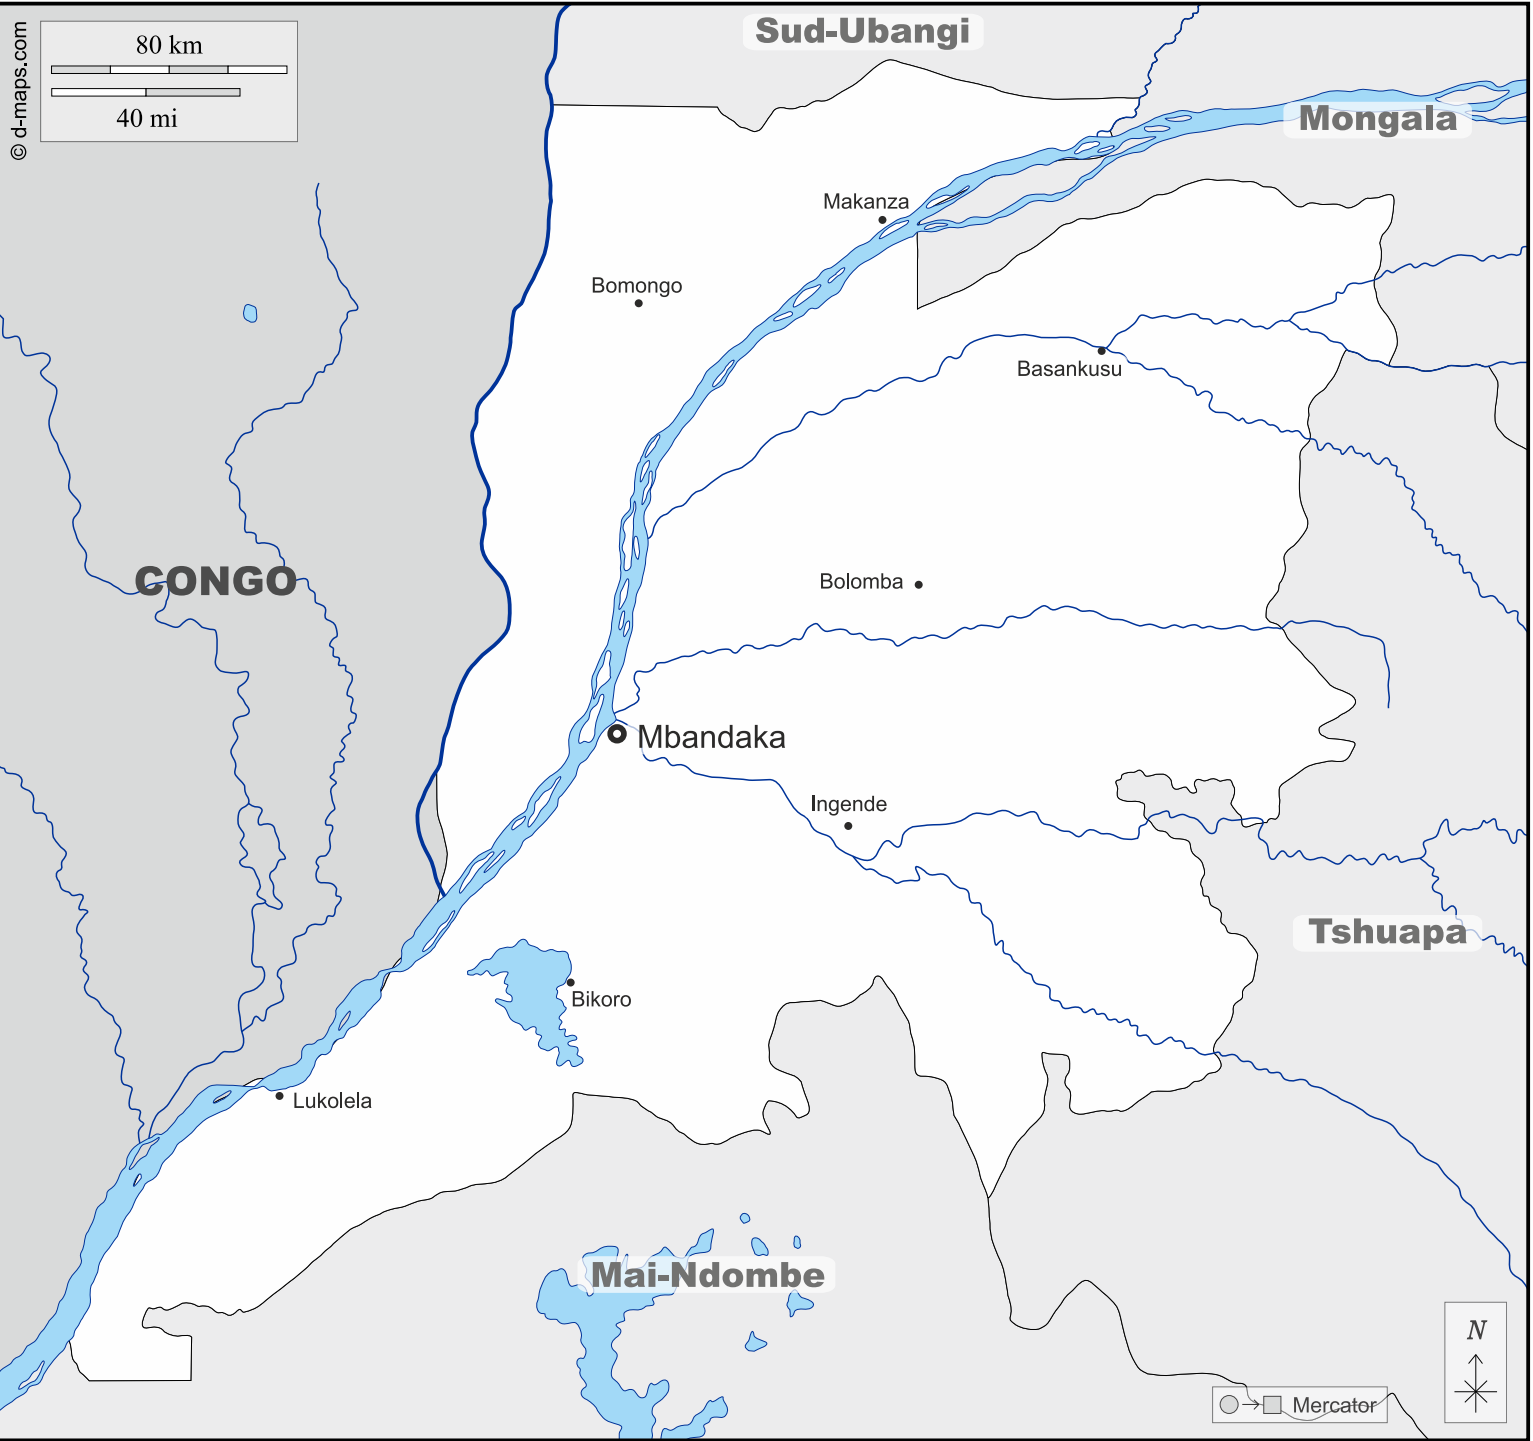 © d-maps.com
80 km
40 mi
Sud-Ubangi
Mongala
Makanza
Bomongo
Basankusu
CONGO
Bolomba
Mbandaka
Ingende
Tshuapa
Bikoro
Lukolela
Mai-Ndombe
N
Mercator